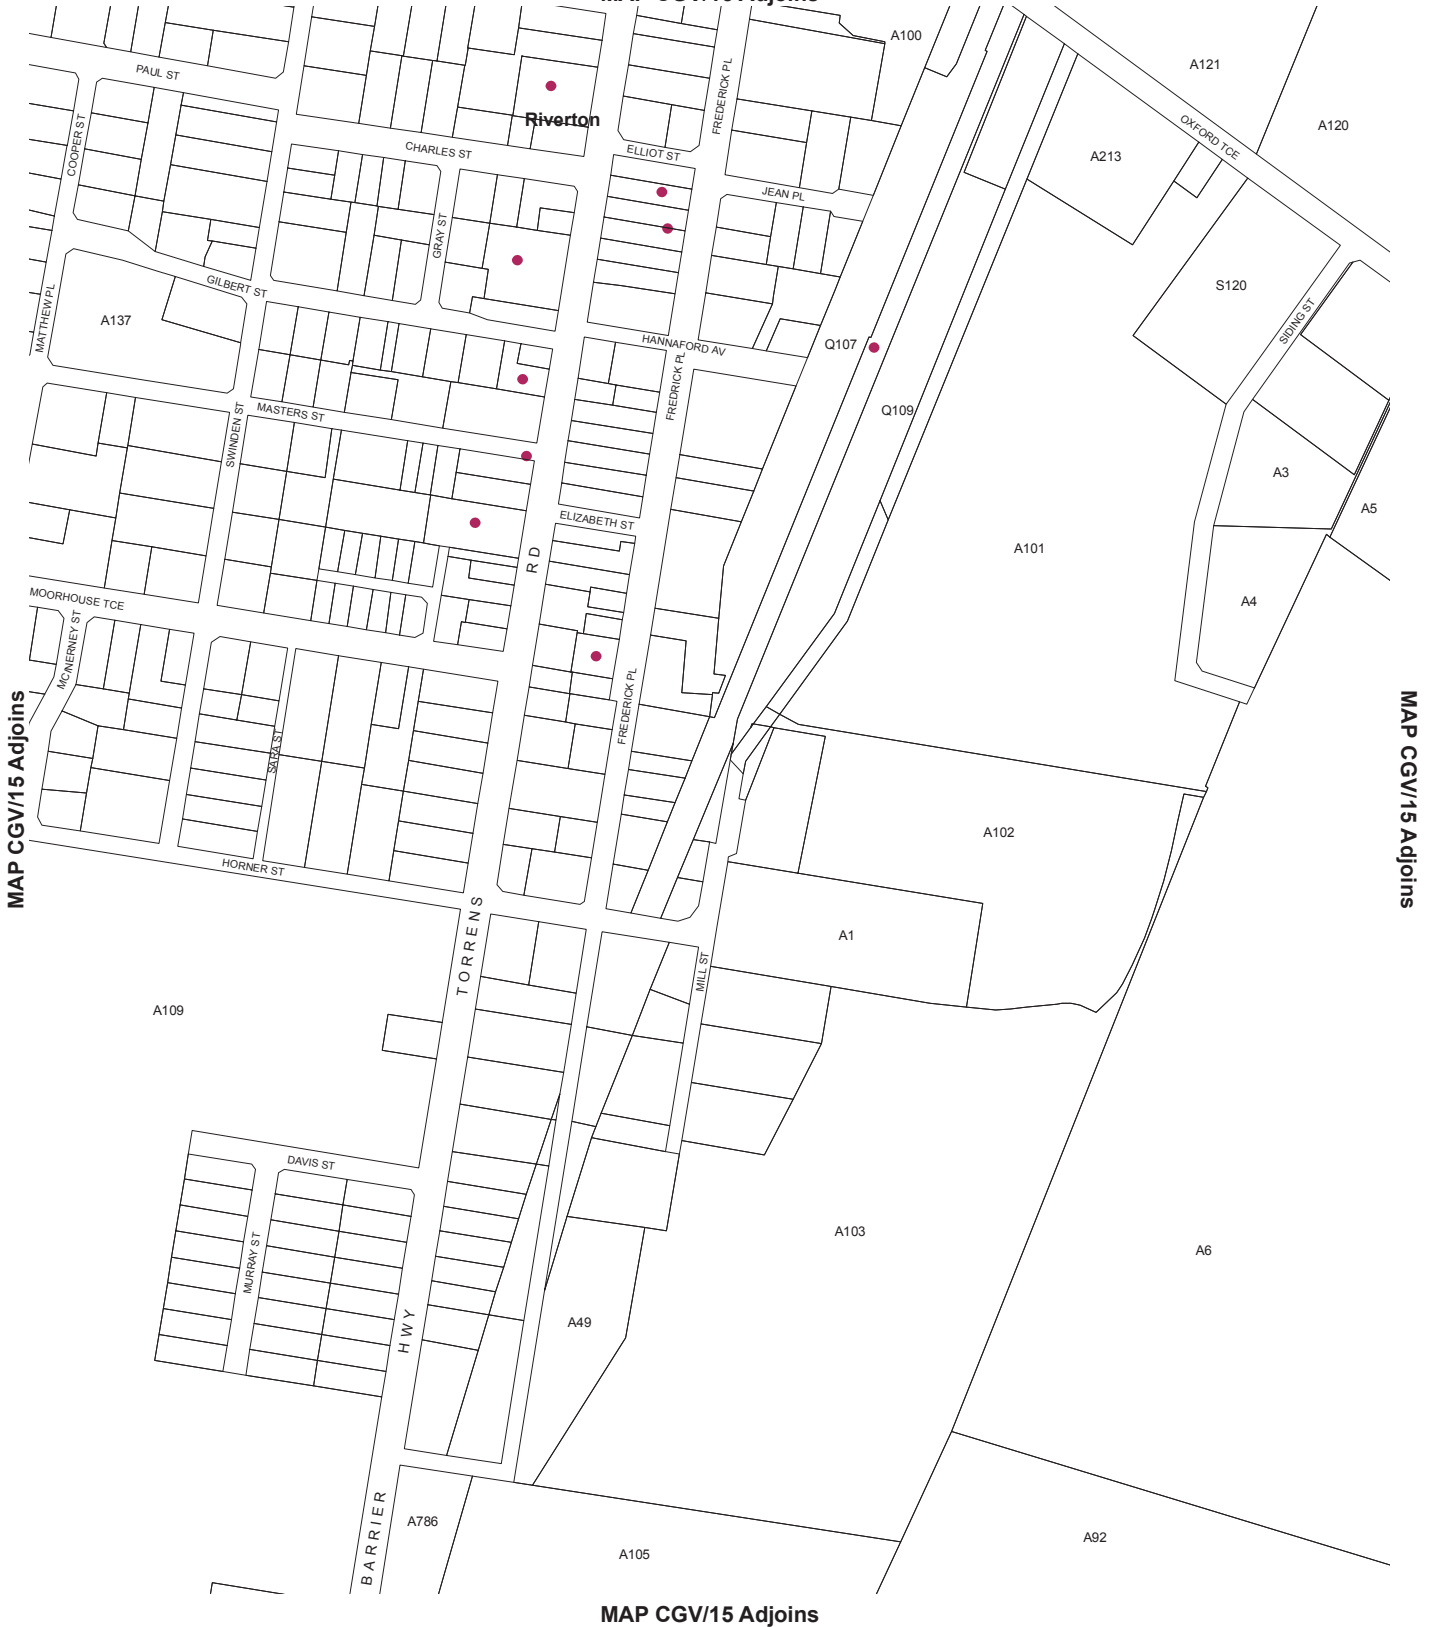 MAP CGV/15 Adjoins
A100
A121
A120
PAUL ST
FREDERICK PL
OXFORD TCE
Riverton
COOPER ST
CHARLES ST
ELLIOT ST
A213
JEAN PL
GRAY ST
GILBERT ST
S120
MATTHEW PL
A137
SIDING ST
HANNAFORD AV
Q107
FREDRICK PL
Q109
MASTERS ST
SWINDEN ST
A3
A5
ELIZABETH ST
RD
A101
MOORHOUSE TCE
A4
MCINERNEY ST
FREDERICK PL
SARA ST
MAP CGV/15 Adjoins
MAP CGV/15 Adjoins
A102
HORNER ST
TORRENS
A1
MILL ST
A109
DAVIS ST
A103
MURRAY ST
A6
HWY
A49
BARRIER
A786
A105
A92
MAP CGV/15 Adjoins